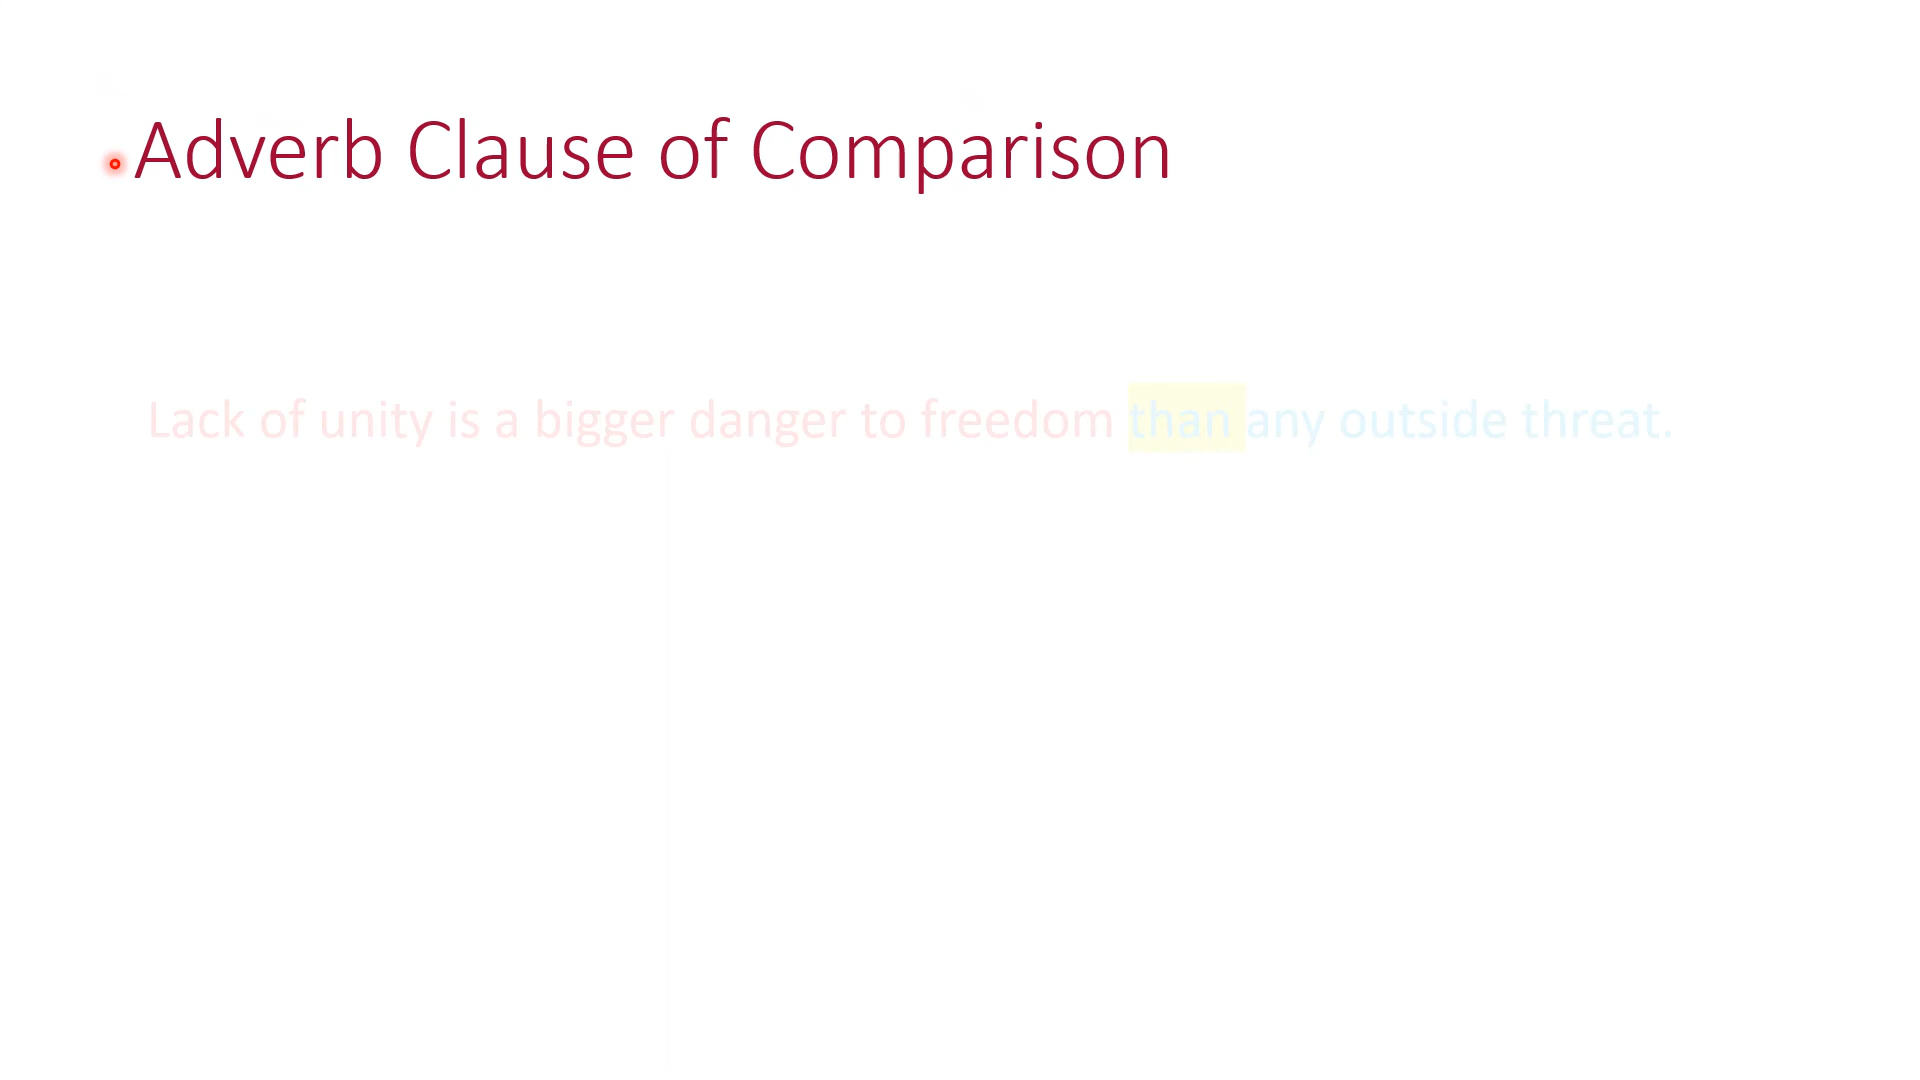 Adverb Clause of Comparison
Lack of unity is a bigger danger to freedom than any outside threat.